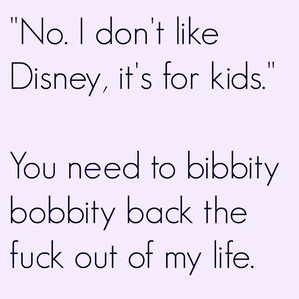 "No. I don't like
Disney, it's for kids."
You need to bibbity
bobbity back the
fuck out of my life.